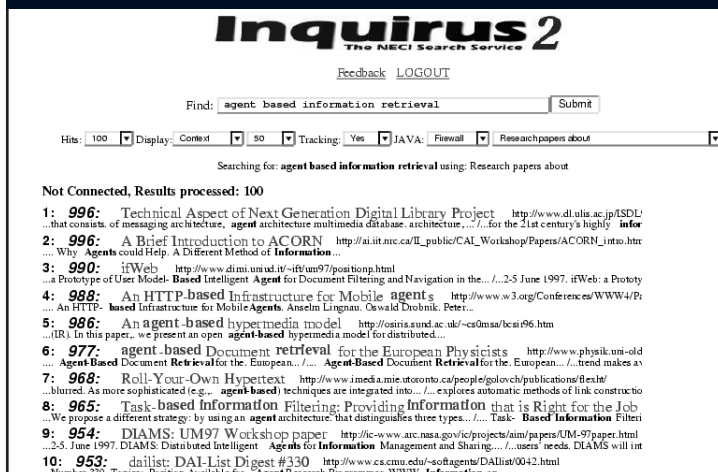 Inquirus 2
The NECI Search Service
Feedback LOGOUT
Find: agent based information retrieval Submit
Hits: 100 Display: Context 50 Tracking: Yes JAVA: Firewall Research papers about
Searching for: agent based information retrieval using: Research papers about
Not Connected, Results processed: 100
1: 996: Technical Aspect of Next Generation Digital Library Project http://www.dl.ulis.ac.jp/ISDL
...that consists. of messaging architecture, agent architecture multimedia database. architecture,... /...for the 21st century's highly infor
2: 996: A Brief Introduction to ACORN http://ai.iit.nrc.ca/II_public/CAI_Workshop/Papers/ACORN_intro.htm
.... Why Agents could Help. A Different Method of Information...
3: 990: ifWeb http://www.dimi.uniud.it/~ift/um97/positionp.html
...a Prototype of User Model-Based Intelligent Agent for Document Filtering and Navigation in the... /...2-5 June 1997. ifWeb: a Prototy
4: 988: An HTTP-based Infrastructure for Mobile agents http://www.w3.org/Conferences/WWW4/Pa
.... An HTTP- based Infrastructure for Mobile Agents. Anselm Lingnau. Oswald Drobnik. Peter...
5: 986: An agent-based hypermedia model http://osiris.sund.ac.uk/~cs0msa/bcsi96.htm
...(IR). In this paper,. we present an open agent-based hypermedia model for distributed....
6: 977: agent-based Document retrieval for the European Physicists http://www.physik.uni-old
.... Agent-Based Document Retrieval for the. European... /.... Agent-Based Document Retrieval for the. European... /...trend makes av
7: 968: Roll-Your-Own Hypertext http://www.imedia.mie.utoronto.ca/people/golovch/publications/flexht/
...blurred. As more sophisticated (e.g.,. agent-based) techniques are integrated into... /... explores automatic methods of link constructio
8: 965: Task-based Information Filtering: Providing Information that is Right for the Job
...We propose a different strategy: by using an agent architecture that distinguishes three types... /.... Task- Based Information Filteri
9: 954: DIAMS: UM97 Workshop paper http://ic-www.arc.nasa.gov/ic/projects/aim/papers/UM-97paper.html
...2-5. June 1997. DIAMS: Distributed Intelligent Agents for Information Management and Sharing.... /...users' needs. DIAMS will int
10: 953: dailist: DAI-List Digest #330 http://www.cs.cmu.edu/~softagents/DAIList/0042.html